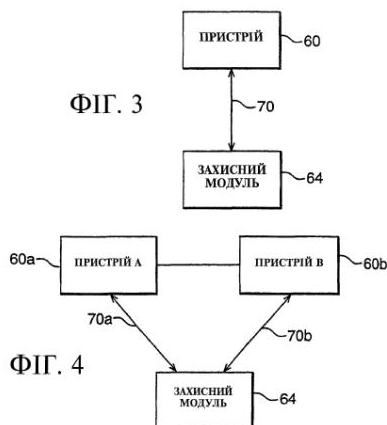 ПРИСТРІЙ 60
ФІГ. 3
70
ЗАХИСНИЙ
МОДУЛЬ 64
60a ПРИСТРІЙ A ПРИСТРІЙ B 60b
70a 70b
ФІГ. 4
ЗАХИСНИЙ
МОДУЛЬ 64